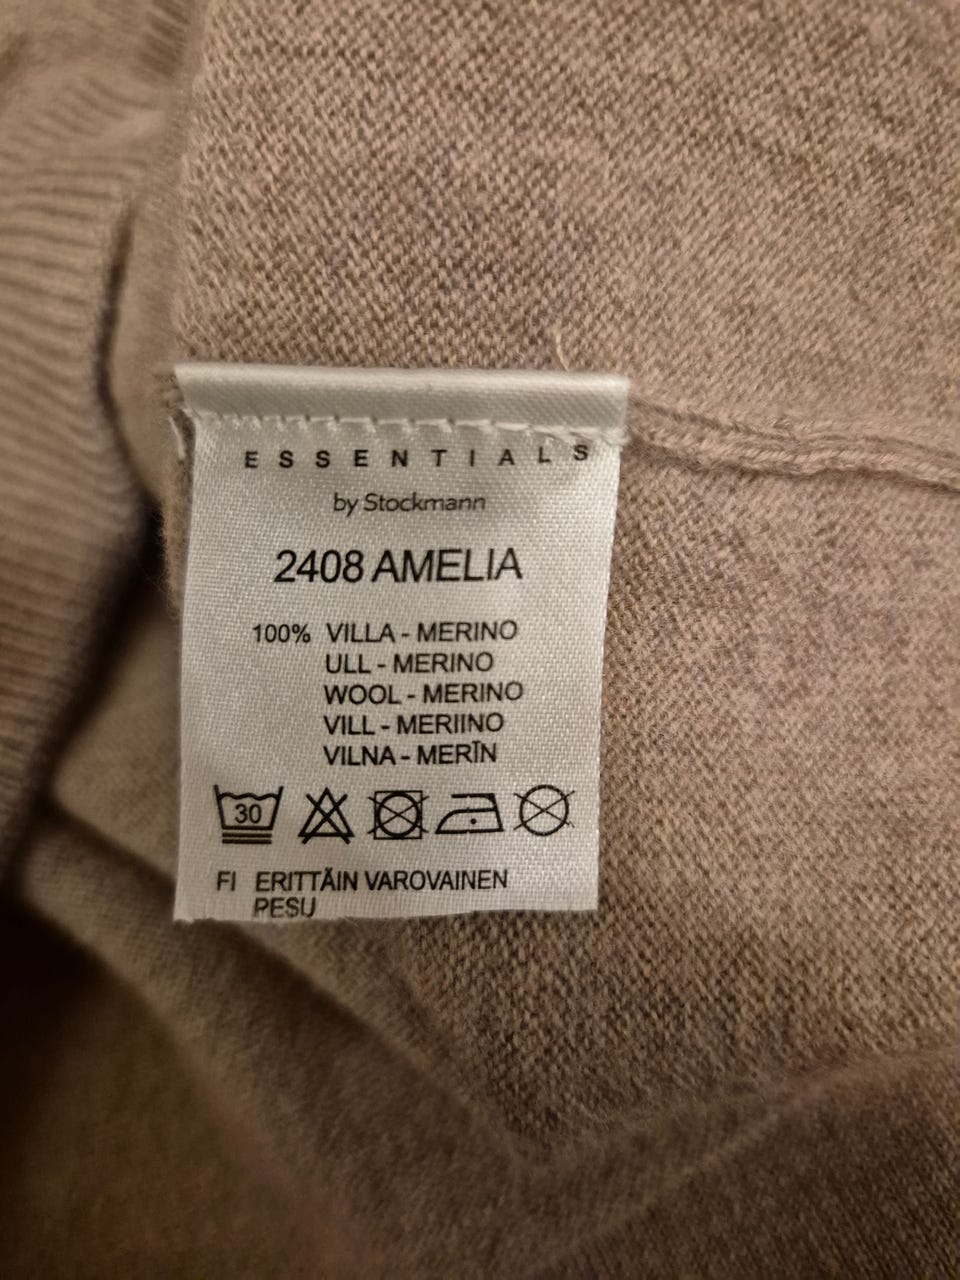 ESSENTIALS
by Stockmann
2408 AMELIA
100% VILLA - MERINO
ULL - MERINO
WOOL - MERINO
VILL - MERIINO
VILNA - MERĪN
30
FI ERITTÄIN VAROVAINEN
PESU